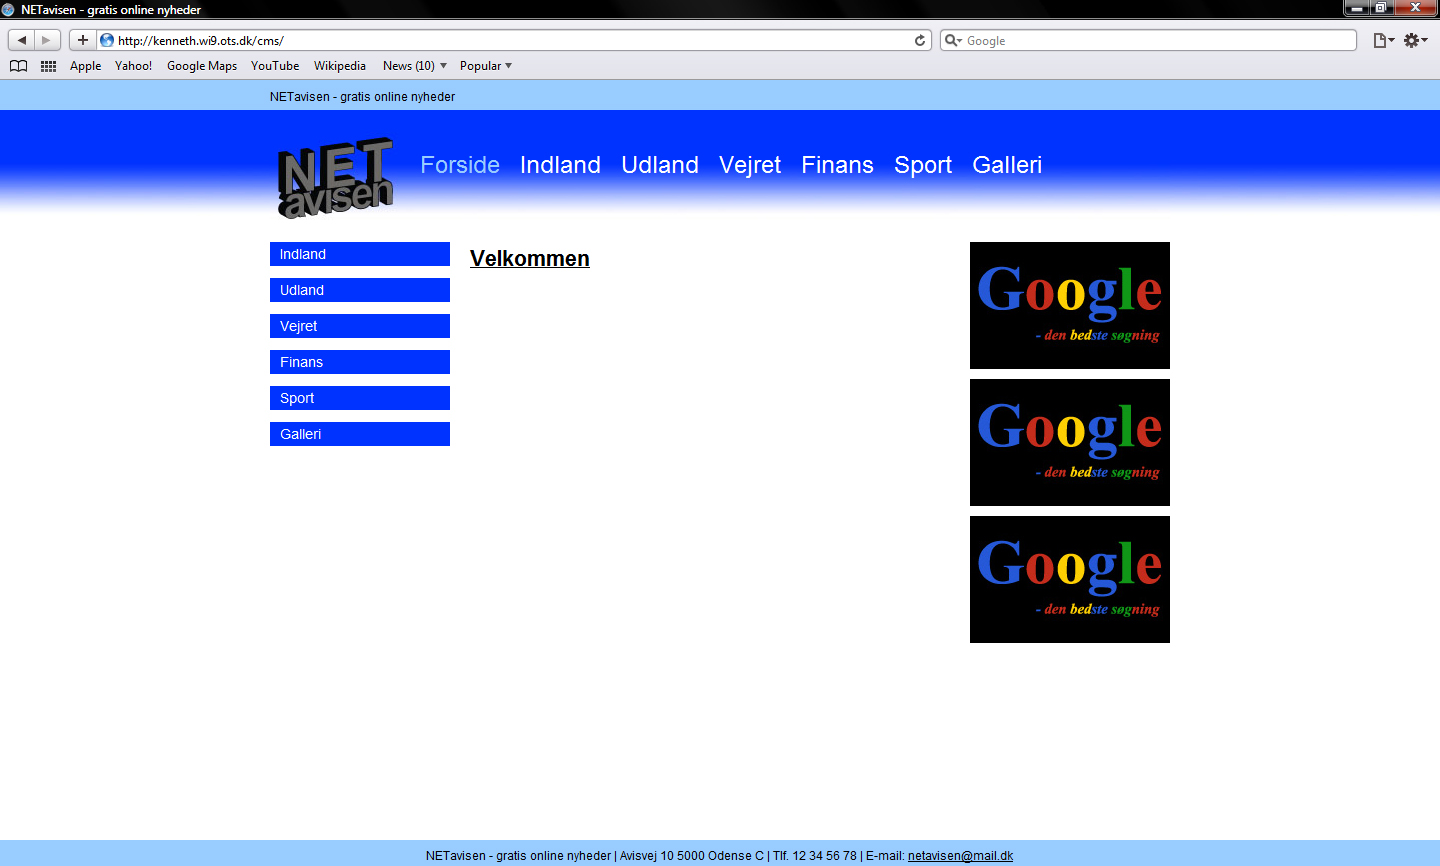 NETavisen - gratis online nyheder
http://kenneth.wi9.ots.dk/cms/
Google
Apple Yahoo! Google Maps YouTube Wikipedia News (10) Popular
NETavisen - gratis online nyheder
NET
avisen
Forside Indland Udland Vejret Finans Sport Galleri
Indland
Udland
Vejret
Finans
Sport
Galleri
Velkommen
Google
- den bedste søgning
Google
- den bedste søgning
Google
- den bedste søgning
NETavisen - gratis online nyheder | Avisvej 10 5000 Odense C | Tlf. 12 34 56 78 | E-mail: netavisen@mail.dk